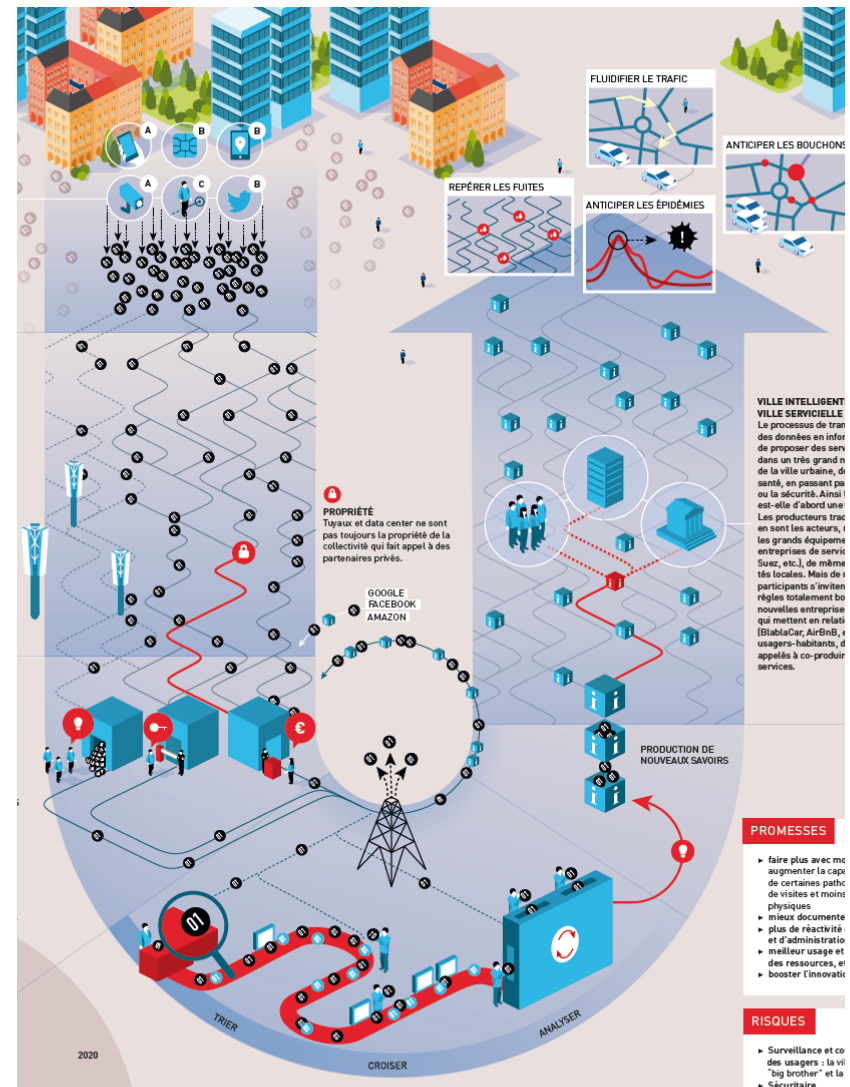 A
B
B
A
C
B
FLUIDIFIER LE TRAFIC
ANTICIPER LES BOUCHONS
REPÉRER LES FUITES
ANTICIPER LES ÉPIDÉMIES
!
VILLE INTELLIGENT
VILLE SERVICIELLE
Le processus de tran
des données en infor
de proposer des serv
dans un très grand n
de la ville urbaine, de
santé, en passant pa
ou la sécurité. Ainsi l
est-elle d'abord une
Les producteurs trad
en sont les acteurs,
les grands équipeme
entreprises de servic
Suez, etc.), de même
tés locales. Mais de
participants s'inviten
règles totalement bo
nouvelles entreprise
qui mettent en relati
(BlablaCar, AirBnB, e
usagers-habitants, d
appelés à co-produir
services.
PROPRIÉTÉ
Tuyaux et data center ne sont
pas toujours la propriété de la
collectivité qui fait appel à des
partenaires privés.
GOOGLE
FACEBOOK
AMAZON
€
PRODUCTION DE
NOUVEAUX SAVOIRS
01
TRIER
CROISER
ANALYSER
2020
PROMESSES
► faire plus avec mo
augmenter la capa
de certaines patho
de visites et moins
physiques
► mieux documente
► plus de réactivité
et d'administratio
► meilleur usage et
des ressources, et
► booster l'innovatio
RISQUES
► Surveillance et co
des usagers : la vil
"big brother" et la
► Sécuritaire